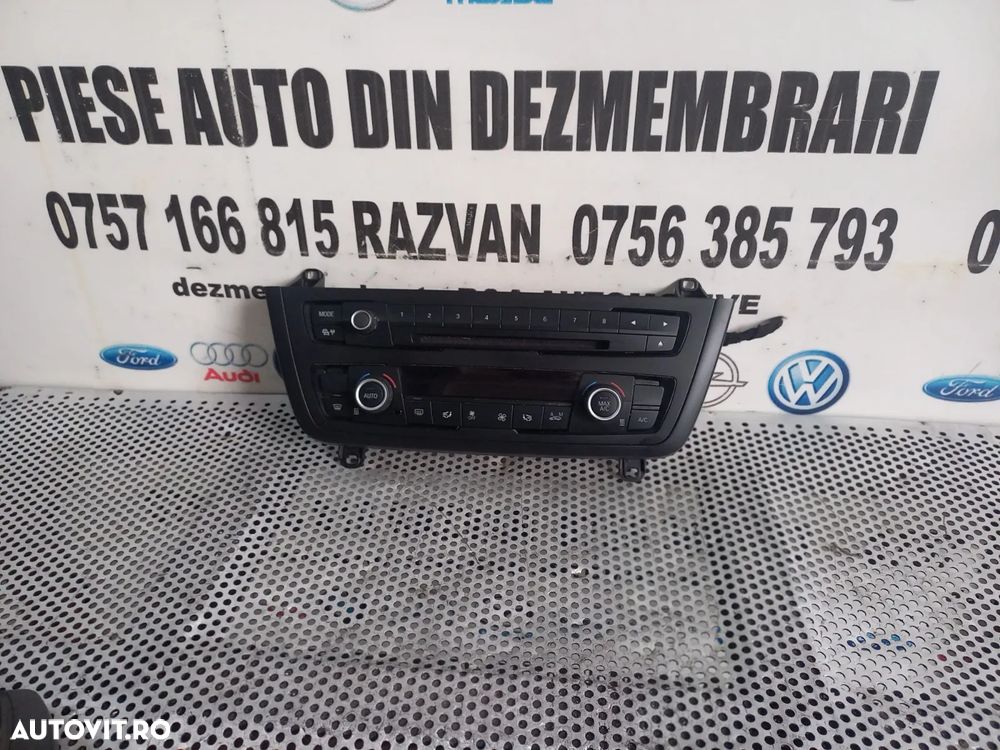 PIESE AUTO DIN DEZMEMBRARI
0757 166 815 RAZVAN 0756 385 793
MODE 1 2 3 4 5 6 7 8
AUTO
MAX A/C
A/C
Ford
Audi
Ford
AUTOVIT.RO